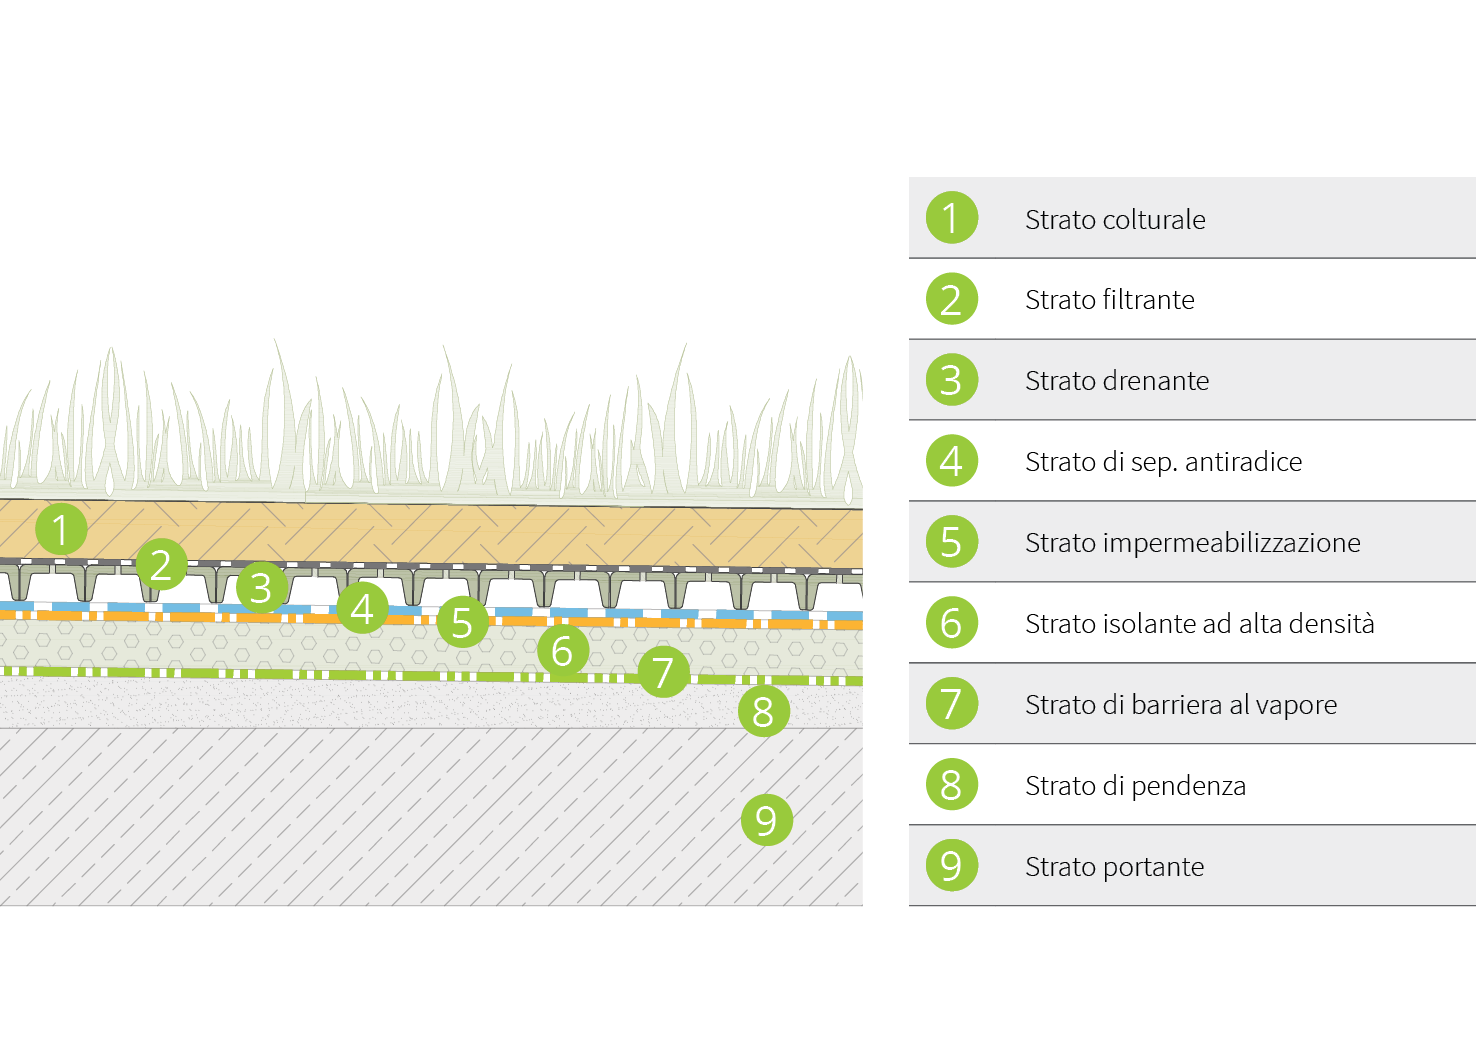 1 Strato colturale
2 Strato filtrante
3 Strato drenante
4 Strato di sep. antiradice
5 Strato impermeabilizzazione
6 Strato isolante ad alta densità
7 Strato di barriera al vapore
8 Strato di pendenza
9 Strato portante
1
2
3
4
5
6
7
8
9